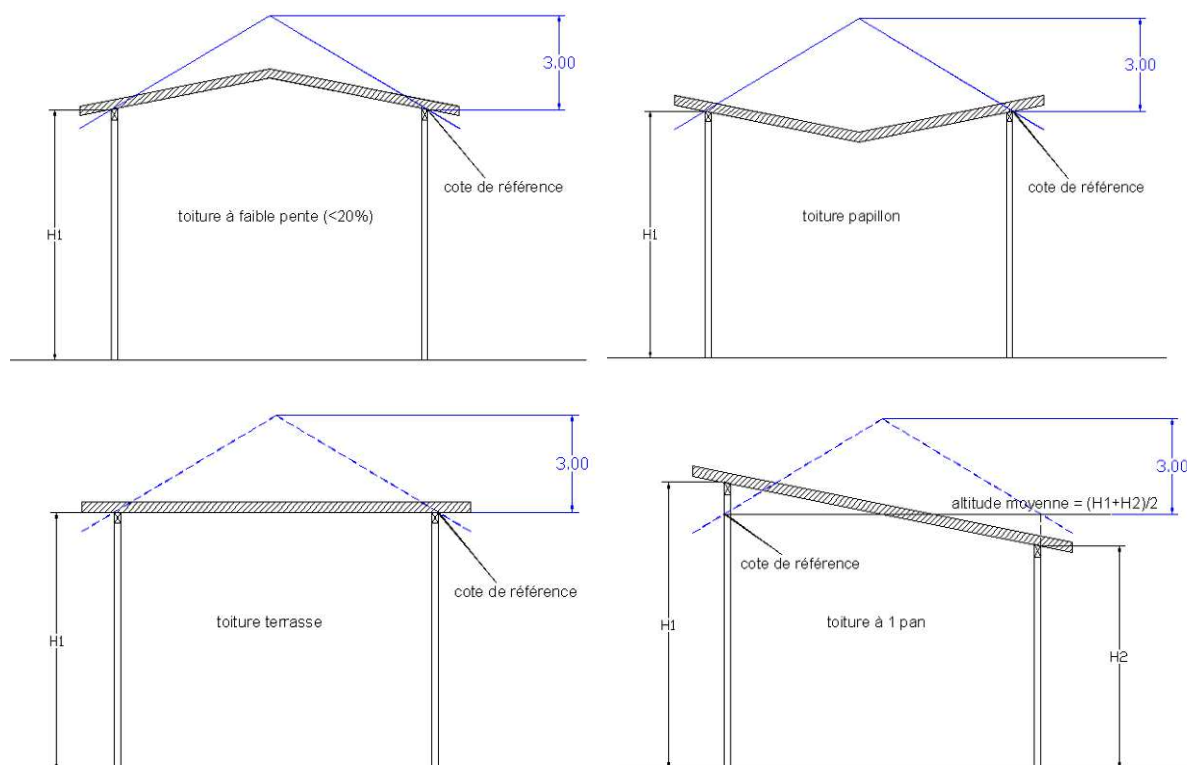 3.00
cote de référence
toiture à faible pente (<20%)
H1
3.00
cote de référence
toiture papillon
H1
3.00
cote de référence
toiture terrasse
H1
3.00
altitude moyenne = (H1+H2)/2
cote de référence
toiture à 1 pan
H1
H2